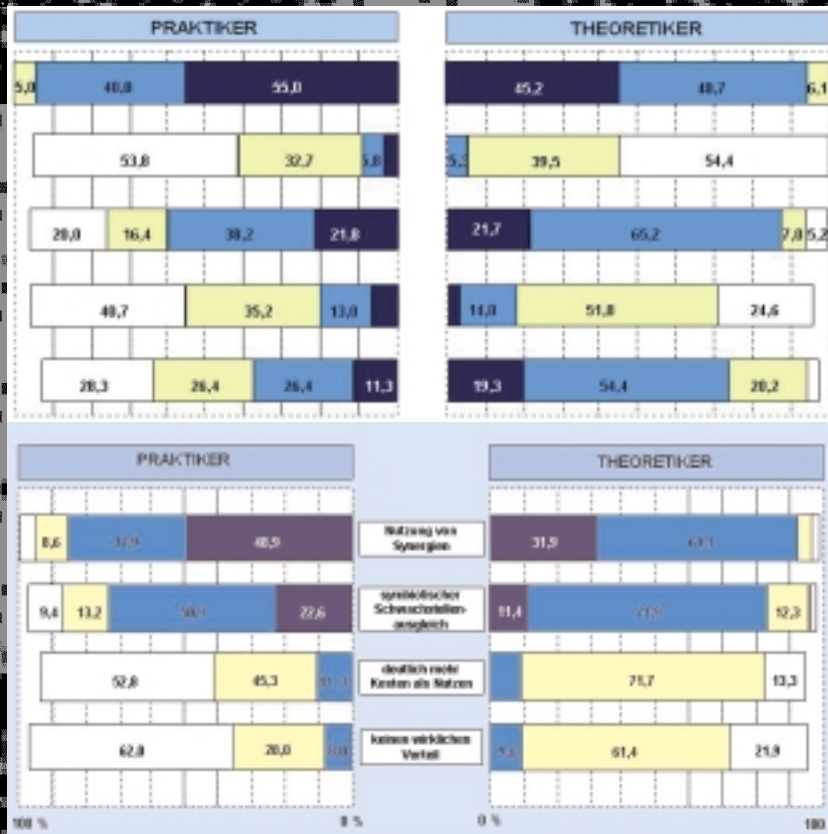 PRAKTIKER THEORETIKER
5,0 40,0 55,0 45,2 48,7 6,1
53,8 32,7 5,8 5,3 39,5 54,4
20,0 16,4 38,2 21,8 21,7 65,2 7,0 5,2
40,7 35,2 13,0 14,0 51,8 24,6
28,3 26,4 26,4 11,3 19,3 54,4 20,2
PRAKTIKER THEORETIKER
8,6 Nutzung von 31,9
48,9 Synergien
9,4 13,2 22,6 symbiotischer 11,4 12,3
Schwachstellen-
ausgleich
52,8 45,3 deutlich mehr 71,7 13,3
Kosten als Nutzen
62,0 28,0 8,0 keinen wirklichen 61,4 21,9
Vorteil
100 % 0 % 0 % 100